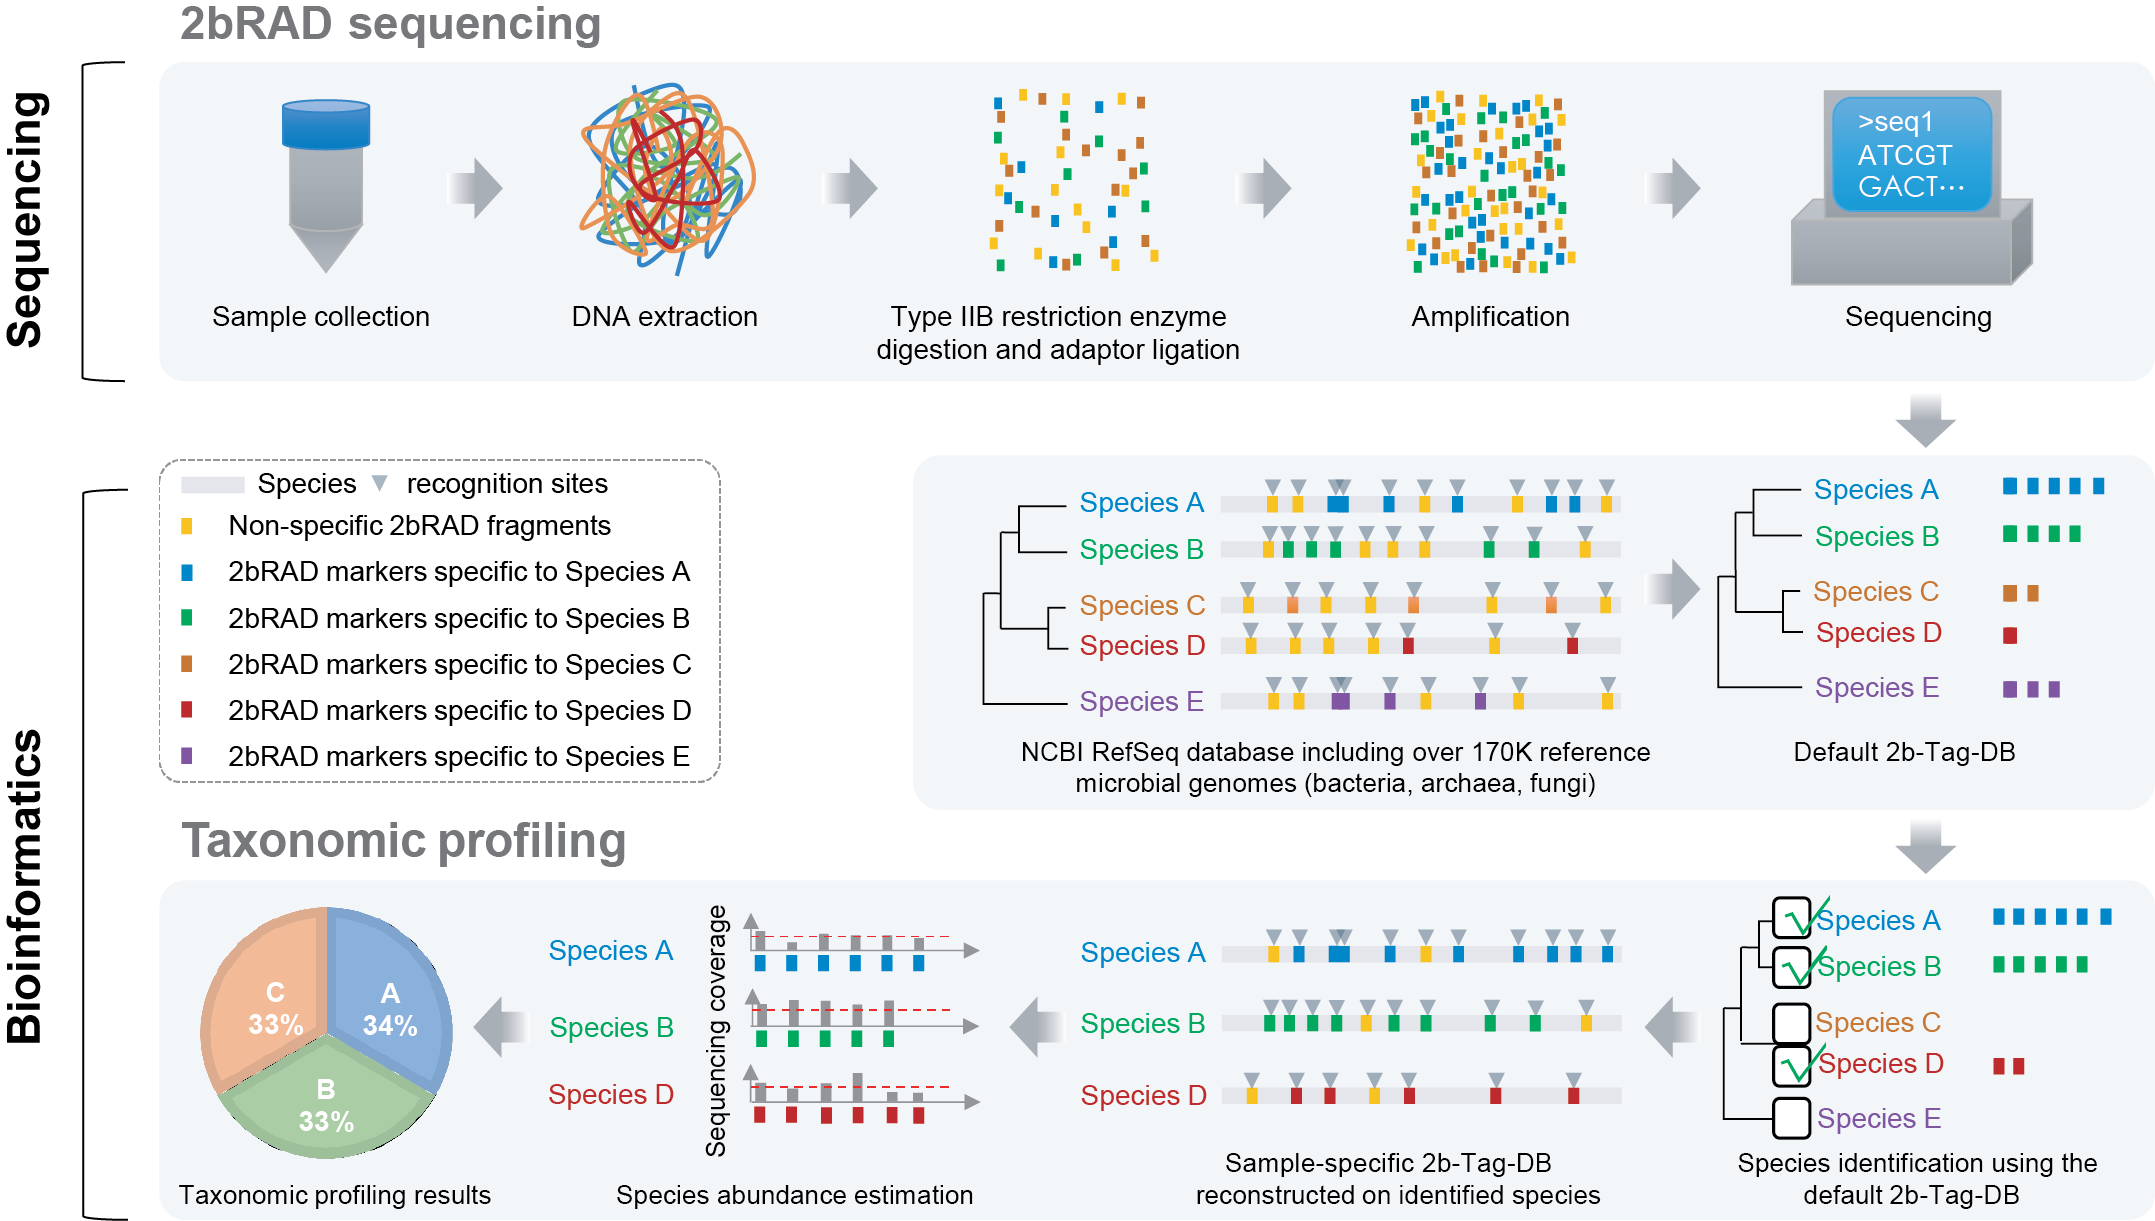 2bRAD sequencing
Sequencing
>seq1
ATCGT
GACT···
Sample collection
DNA extraction
Type IIB restriction enzyme
digestion and adaptor ligation
Amplification
Sequencing
Bioinformatics
Species
recognition sites
Non-specific 2bRAD fragments
2bRAD markers specific to Species A
2bRAD markers specific to Species B
2bRAD markers specific to Species C
2bRAD markers specific to Species D
2bRAD markers specific to Species E
Species A
Species B
Species C
Species D
Species E
NCBI RefSeq database including over 170K reference
microbial genomes (bacteria, archaea, fungi)
Species A
Species B
Species C
Species D
Species E
Default 2b-Tag-DB
Taxonomic profiling
C
33%
A
34%
B
33%
Taxonomic profiling results
Species A
Species B
Species D
Sequencing coverage
Species abundance estimation
Species A
Species B
Species D
Sample-specific 2b-Tag-DB
reconstructed on identified species
Species A
Species B
Species C
Species D
Species E
Species identification using the
default 2b-Tag-DB